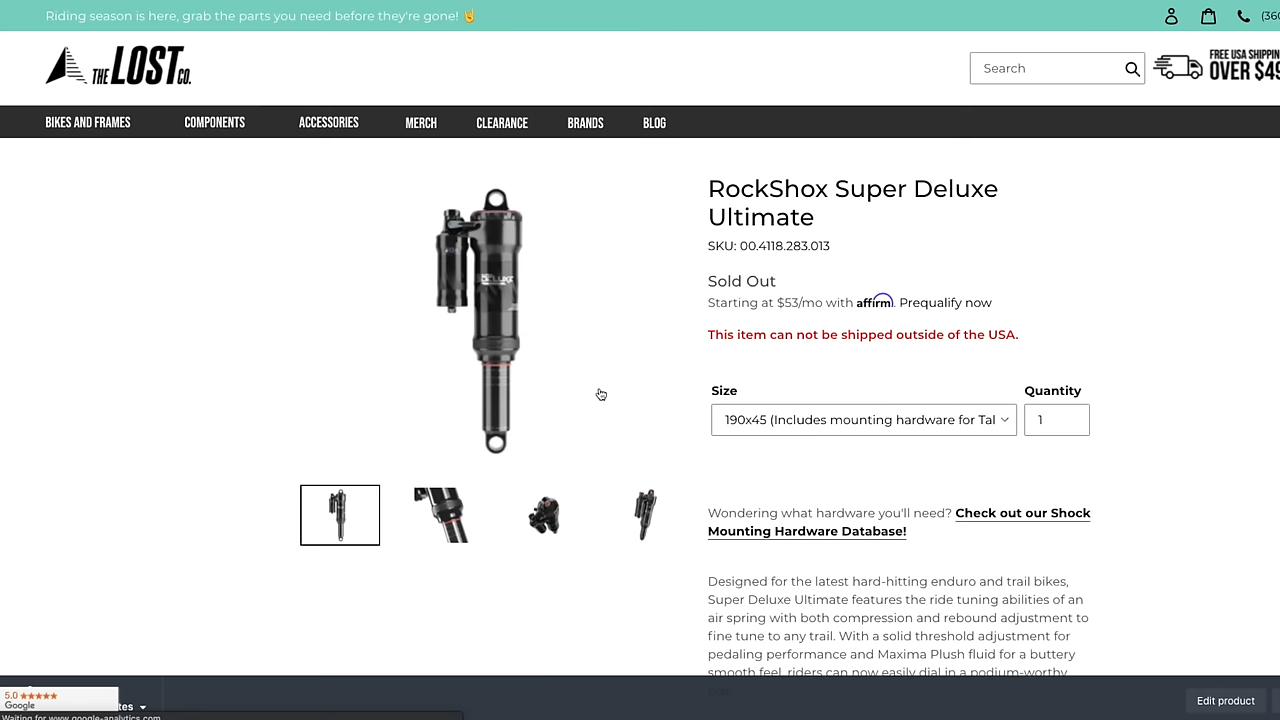 Riding season is here, grab the parts you need before they're gone! 🤘
(360
THE LOST CO.
Search
FREE USA SHIPPIN
OVER $49
BIKES AND FRAMES
COMPONENTS
ACCESSORIES
MERCH
CLEARANCE
BRANDS
BLOG
RockShox Super Deluxe
Ultimate
SKU: 00.4118.283.013
Sold Out
Starting at $53/mo with affirm. Prequalify now
This item can not be shipped outside of the USA.
Size
Quantity
190x45 (Includes mounting hardware for Tal
1
Wondering what hardware you'll need? Check out our Shock
Mounting Hardware Database!
Designed for the latest hard-hitting enduro and trail bikes,
Super Deluxe Ultimate features the ride tuning abilities of an
air spring with both compression and rebound adjustment to
fine tune to any trail. With a solid threshold adjustment for
pedaling performance and Maxima Plush fluid for a buttery
smooth feel, riders can now easily dial in a podium-worthy
5.0 ★★★★★
Google
tes
Edit product
Waiting for www.google-analytics.com